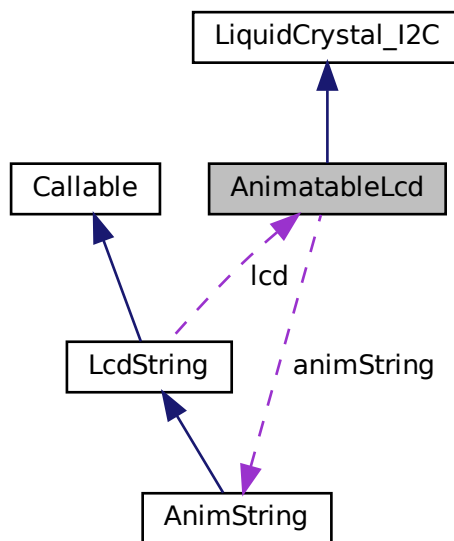 LiquidCrystal_I2C
Callable
AnimatableLcd
lcd
LcdString
animString
AnimString